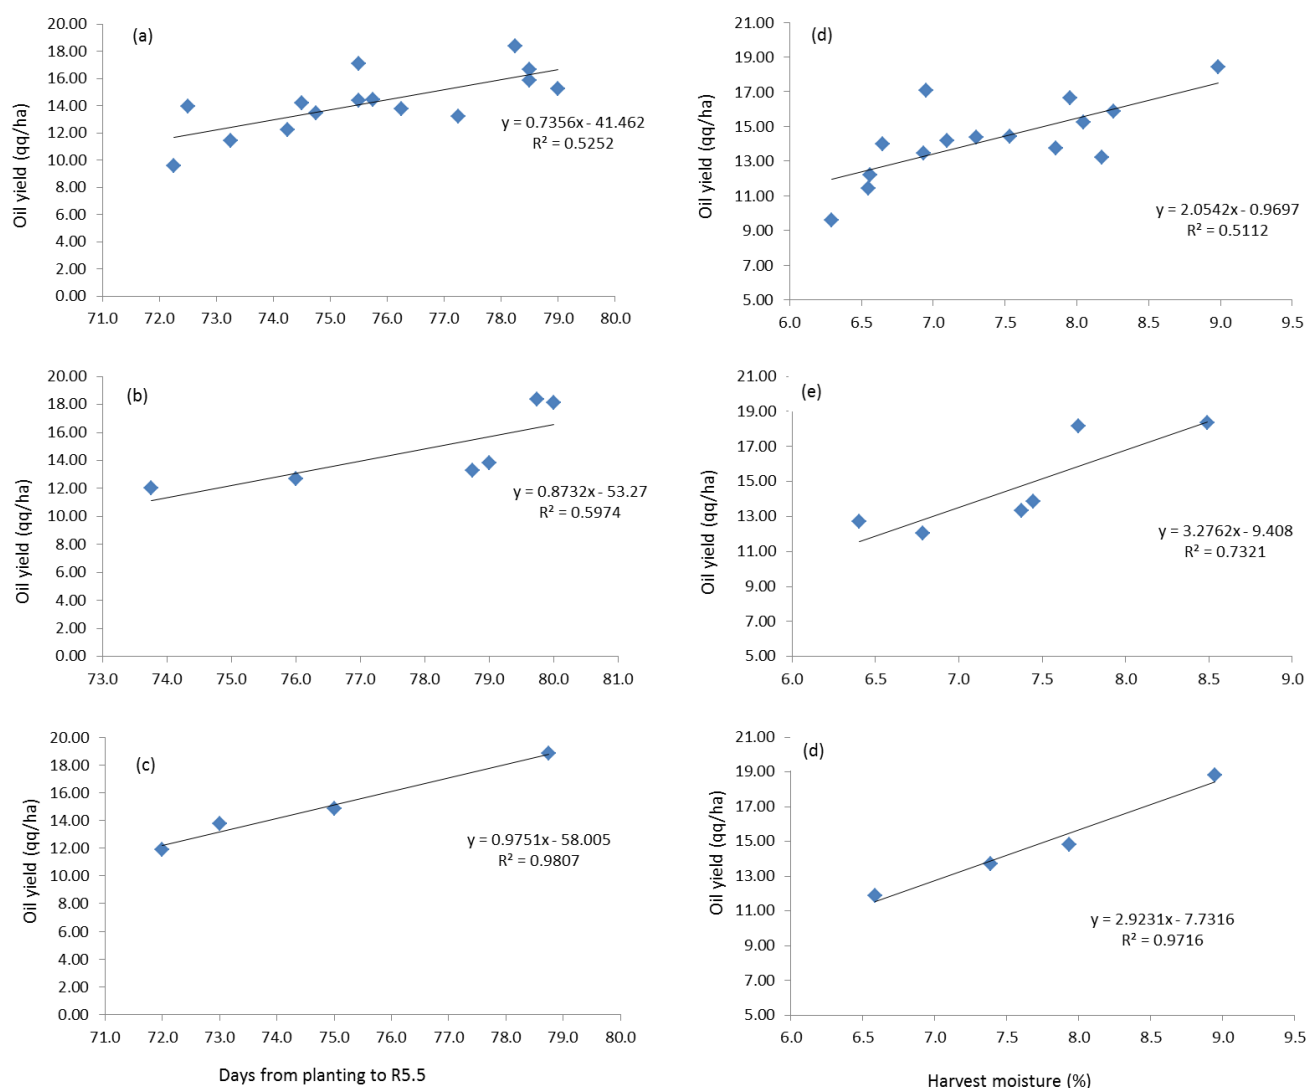 (a)
Oil yield (qq/ha)
20.00
18.00
16.00
14.00
12.00
10.00
8.00
6.00
4.00
2.00
0.00
71.0 72.0 73.0 74.0 75.0 76.0 77.0 78.0 79.0 80.0
y = 0.7356x - 41.462
R² = 0.5252
(d)
Oil yield (qq/ha)
21.00
19.00
17.00
15.00
13.00
11.00
9.00
7.00
5.00
6.0 6.5 7.0 7.5 8.0 8.5 9.0 9.5
y = 2.0542x - 0.9697
R² = 0.5112
(b)
Oil yield (qq/ha)
20.00
18.00
16.00
14.00
12.00
10.00
8.00
6.00
4.00
2.00
0.00
73.0 74.0 75.0 76.0 77.0 78.0 79.0 80.0 81.0
y = 0.8732x - 53.27
R² = 0.5974
(e)
Oil yield (qq/ha)
21.00
19.00
17.00
15.00
13.00
11.00
9.00
7.00
5.00
6.0 6.5 7.0 7.5 8.0 8.5 9.0
y = 3.2762x - 9.408
R² = 0.7321
(c)
Oil yield (qq/ha)
20.00
18.00
16.00
14.00
12.00
10.00
8.00
6.00
4.00
2.00
0.00
71.0 72.0 73.0 74.0 75.0 76.0 77.0 78.0 79.0 80.0
y = 0.9751x - 58.005
R² = 0.9807
Days from planting to R5.5
(d)
Oil yield (qq/ha)
21.00
19.00
17.00
15.00
13.00
11.00
9.00
7.00
5.00
6.0 6.5 7.0 7.5 8.0 8.5 9.0 9.5
y = 2.9231x - 7.7316
R² = 0.9716
Harvest moisture (%)